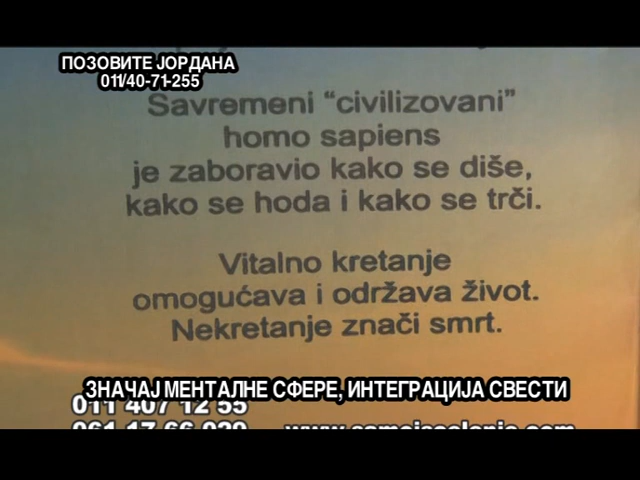 ПОЗОВИТЕ ЈОРДАНА
011/40-71-255
Savremeni “civilizovani”
homo sapiens
je zaboravio kako se diše,
kako se hoda i kako se trči.
Vitalno kretanje
omogućava i održava život.
Nekretanje znači smrt.
ЗНАЧАЈ МЕНТАЛНЕ СФЕРЕ, ИНТЕГРАЦИЈА СВЕСТИ
011 407 12 55